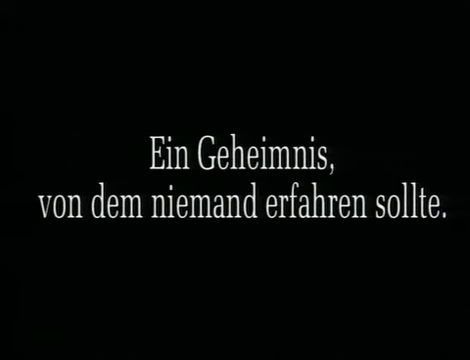 Ein Geheimnis,
von dem niemand erfahren sollte.